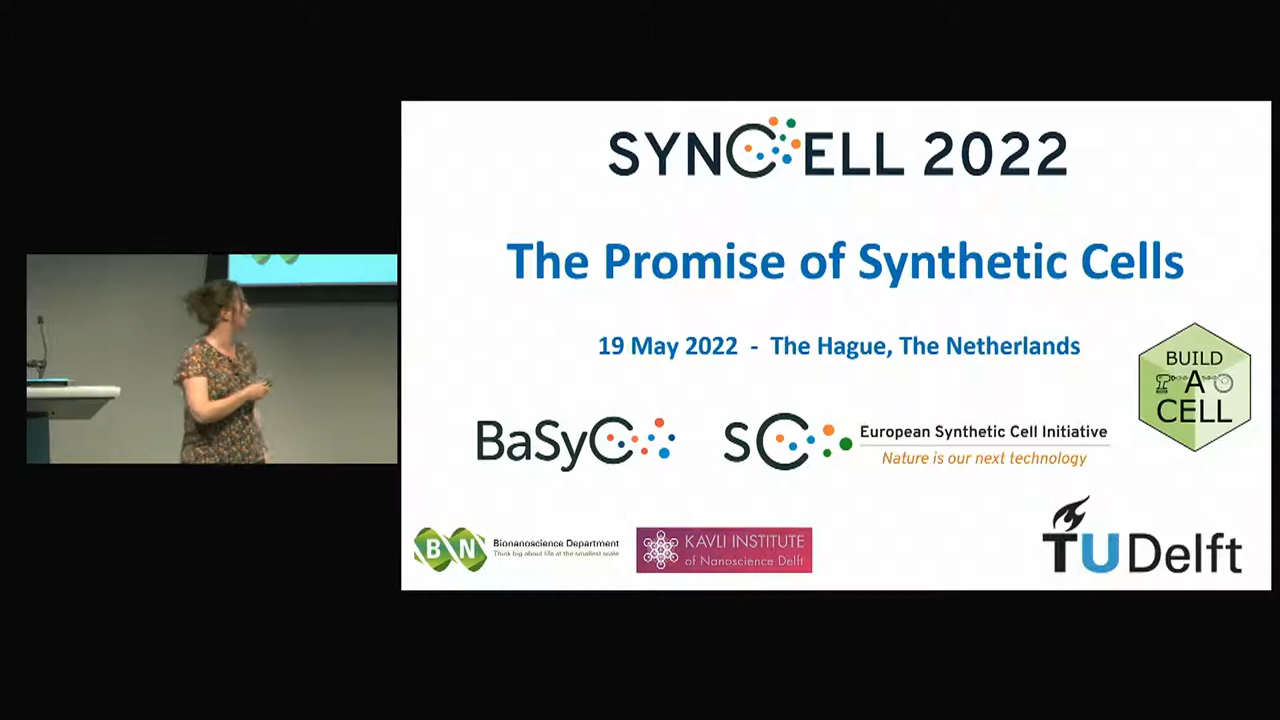 SYNCELL 2022
The Promise of Synthetic Cells
19 May 2022 - The Hague, The Netherlands
BUILD
A
CELL
BaSyC
SC
European Synthetic Cell Initiative
Nature is our next technology
BN
Bionanoscience Department
Think big about life at the smallest scale
KAVLI INSTITUTE
of Nanoscience Delft
TU Delft